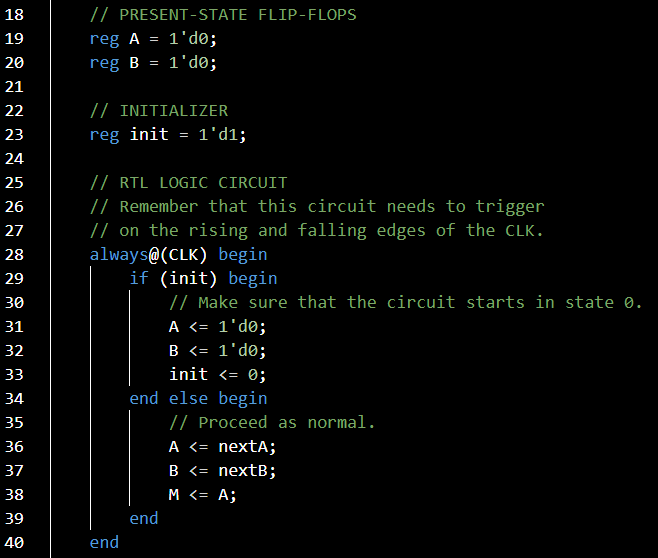 18 // PRESENT-STATE FLIP-FLOPS
19 reg A = 1'd0;
20 reg B = 1'd0;
21
22 // INITIALIZER
23 reg init = 1'd1;
24
25 // RTL LOGIC CIRCUIT
26 // Remember that this circuit needs to trigger
27 // on the rising and falling edges of the CLK.
28 always@(CLK) begin
29 if (init) begin
30 // Make sure that the circuit starts in state 0.
31 A <= 1'd0;
32 B <= 1'd0;
33 init <= 0;
34 end else begin
35 // Proceed as normal.
36 A <= nextA;
37 B <= nextB;
38 M <= A;
39 end
40 end